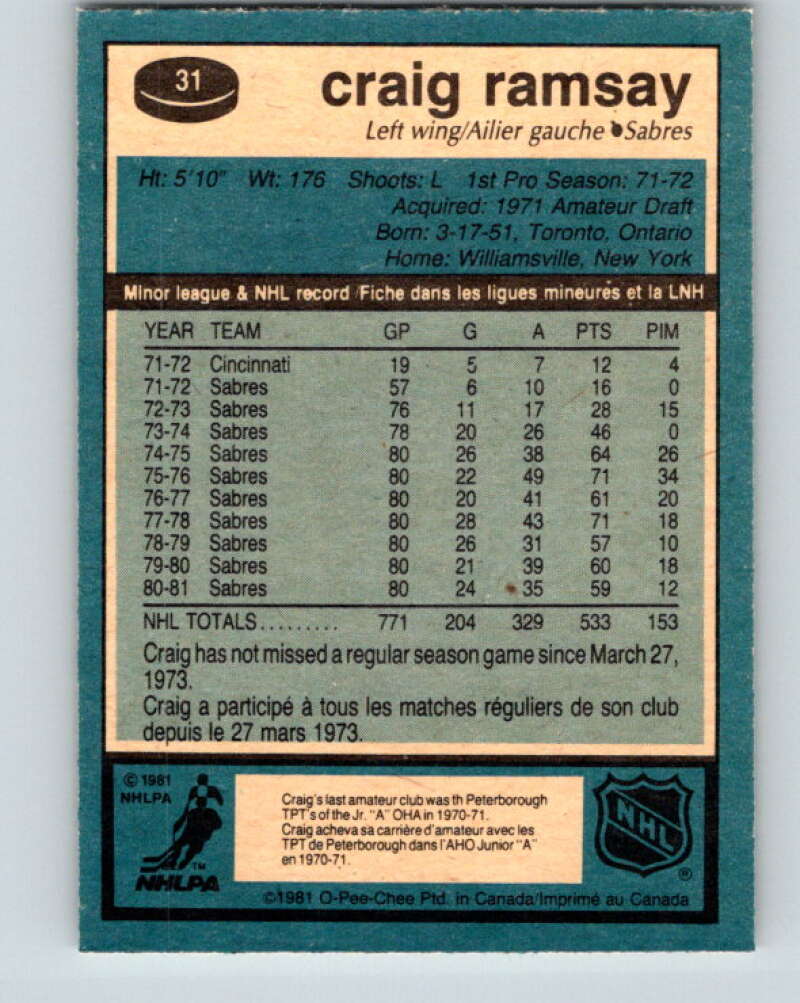 31
craig ramsay
Left wing/Ailier gauche Sabres
Ht: 5'10" Wt: 176 Shoots: L 1st Pro Season: 71-72
Acquired: 1971 Amateur Draft
Born: 3-17-51, Toronto, Ontario
Home: Williamsville, New York
Minor league & NHL record/Fiche dans les ligues mineures et la LNH
YEAR TEAM GP G A PTS PIM
71-72 Cincinnati 19 5 7 12 4
71-72 Sabres 57 6 10 16 0
72-73 Sabres 76 11 17 28 15
73-74 Sabres 78 20 26 46 0
74-75 Sabres 80 26 38 64 26
75-76 Sabres 80 22 49 71 34
76-77 Sabres 80 20 41 61 20
77-78 Sabres 80 28 43 71 18
78-79 Sabres 80 26 31 57 10
79-80 Sabres 80 21 39 60 18
80-81 Sabres 80 24 35 59 12
NHL TOTALS......... 771 204 329 533 153
Craig has not missed a regular season game since March 27,
1973.
Craig a participé à tous les matches réguliers de son club
depuis le 27 mars 1973.
© 1981
NHLPA
TM
NHLPA
Craig's last amateur club was th Peterborough
TPT's of the Jr. "A" OHA in 1970-71.
Craig acheva sa carrière d'amateur avec les
TPT de Peterborough dans l'AHO Junior "A"
en 1970-71.
NHL
®
©1981 O-Pee-Chee Ptd. in Canada/Imprimé au Canada